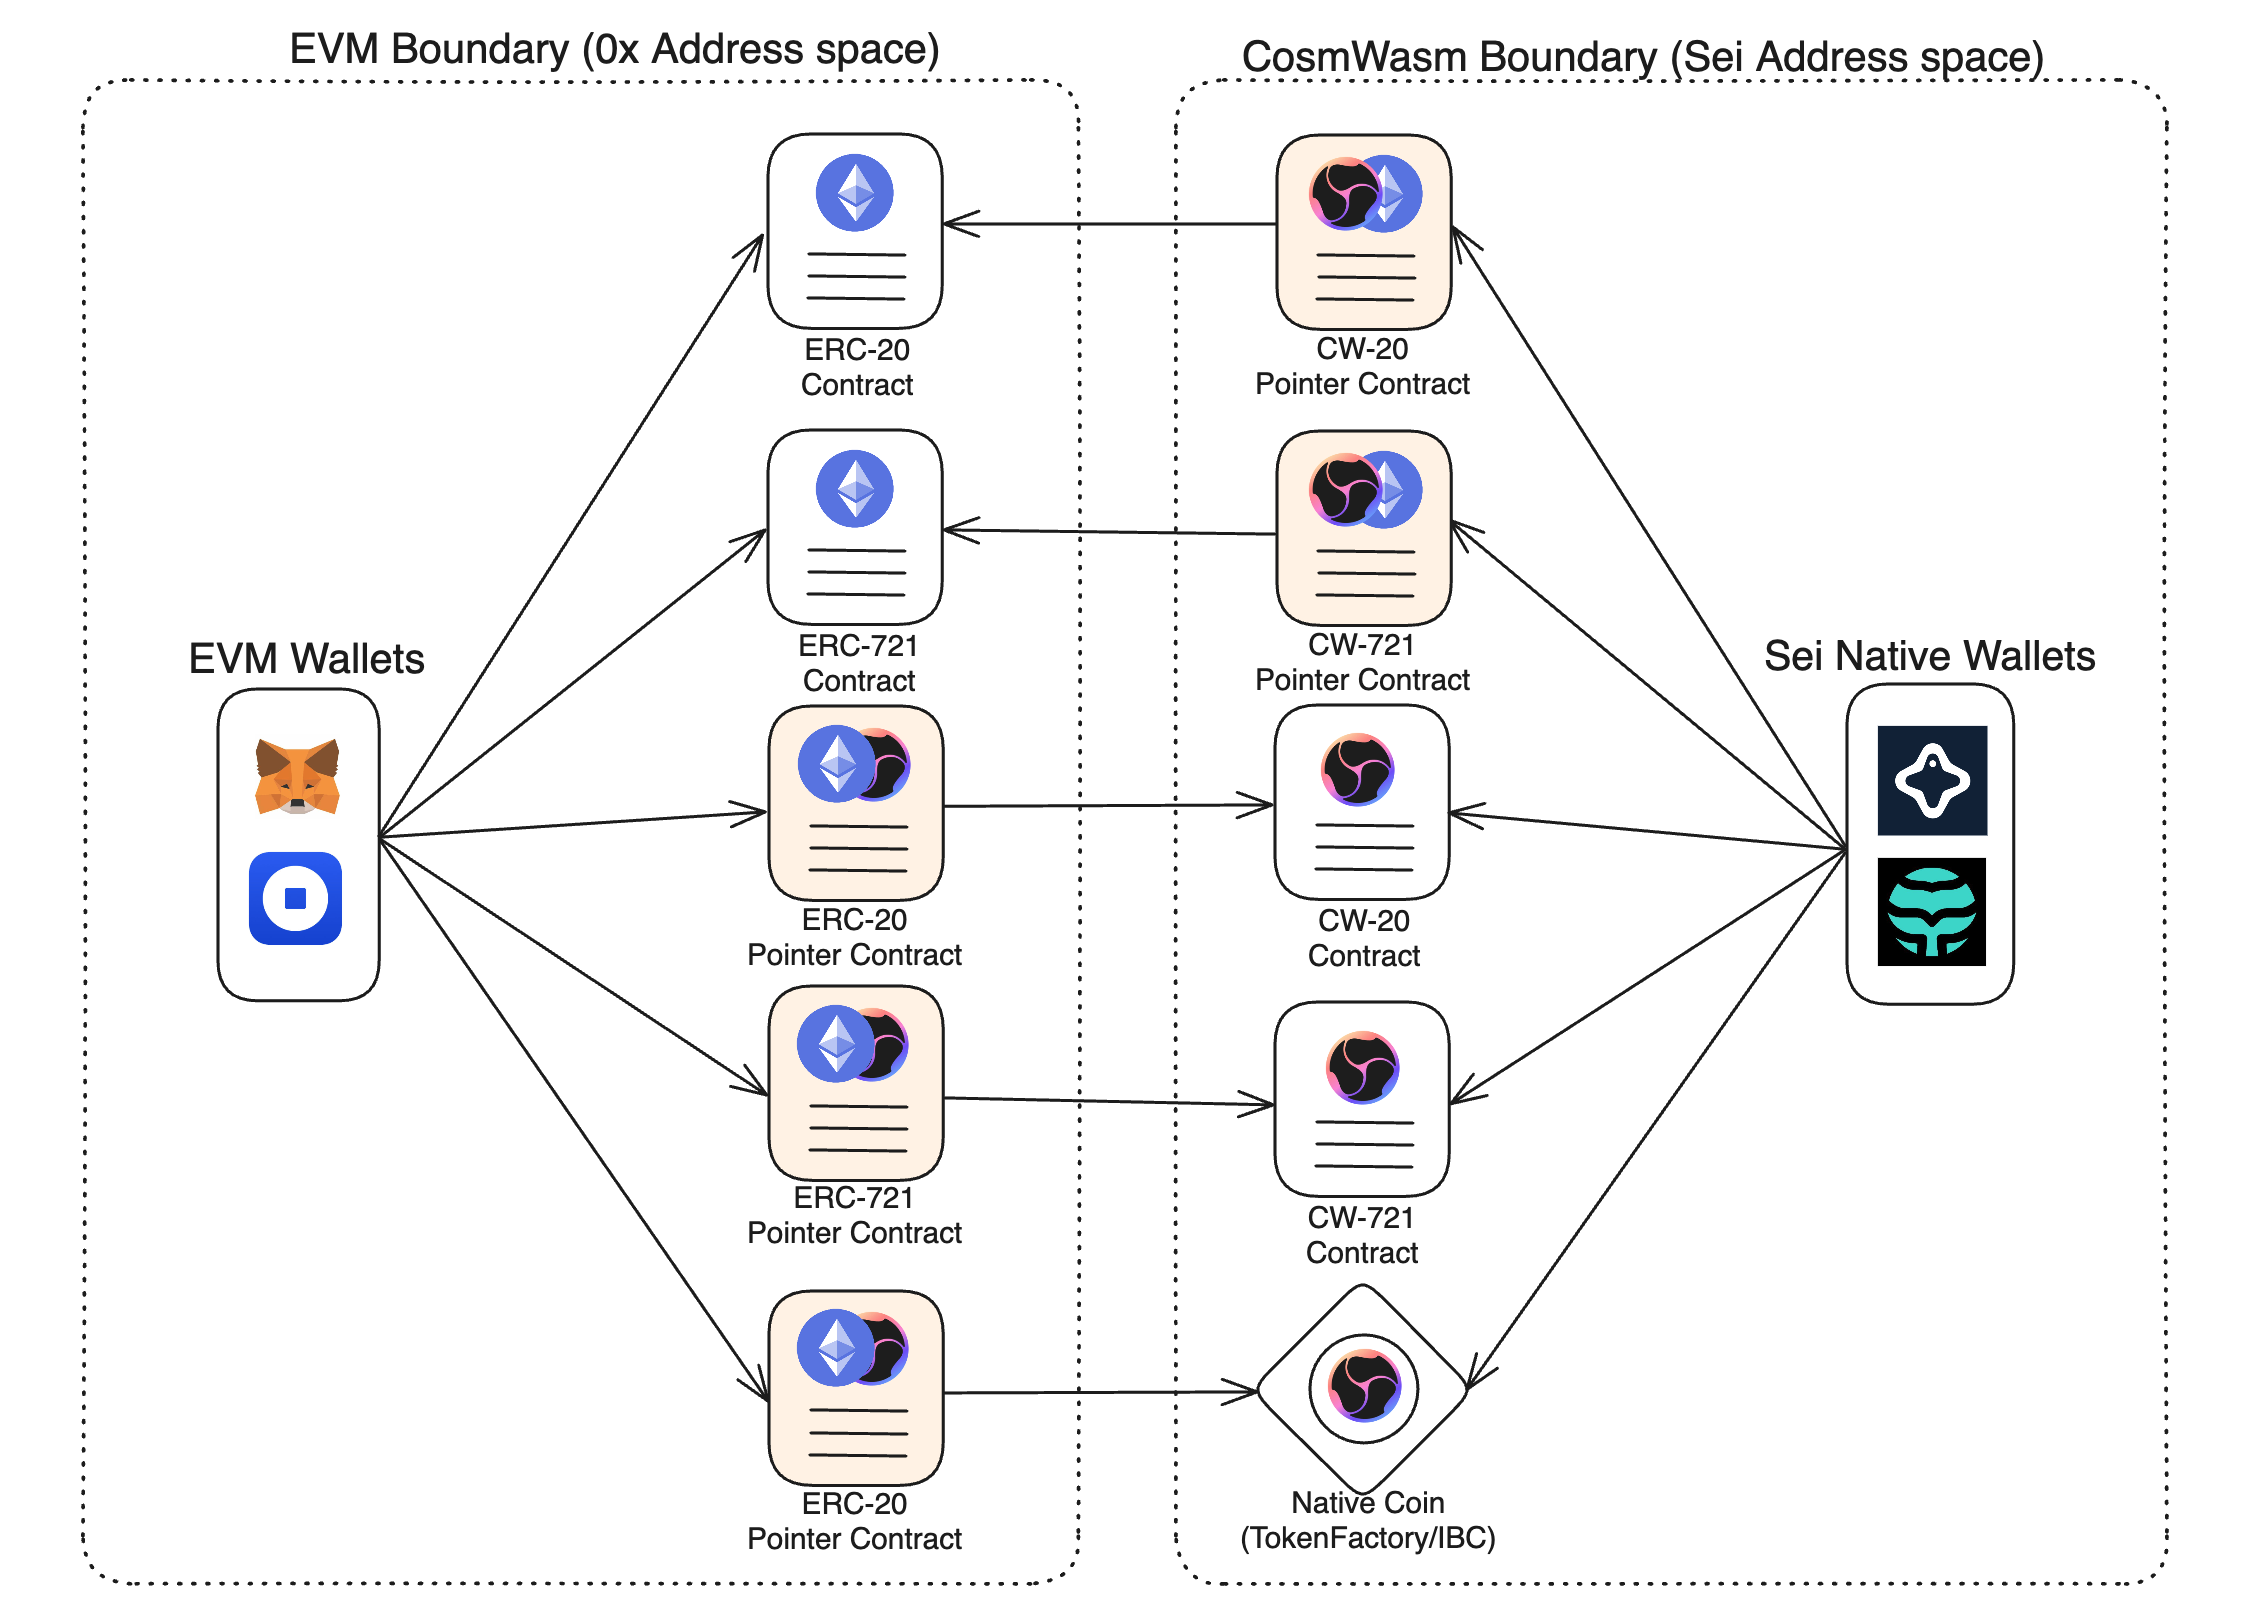 EVM Boundary (0x Address space)
CosmWasm Boundary (Sei Address space)
ERC-20
Contract
CW-20
Pointer Contract
ERC-721
Contract
CW-721
Pointer Contract
EVM Wallets
Sei Native Wallets
ERC-20
Pointer Contract
CW-20
Contract
ERC-721
Pointer Contract
CW-721
Contract
ERC-20
Pointer Contract
Native Coin
(TokenFactory/IBC)